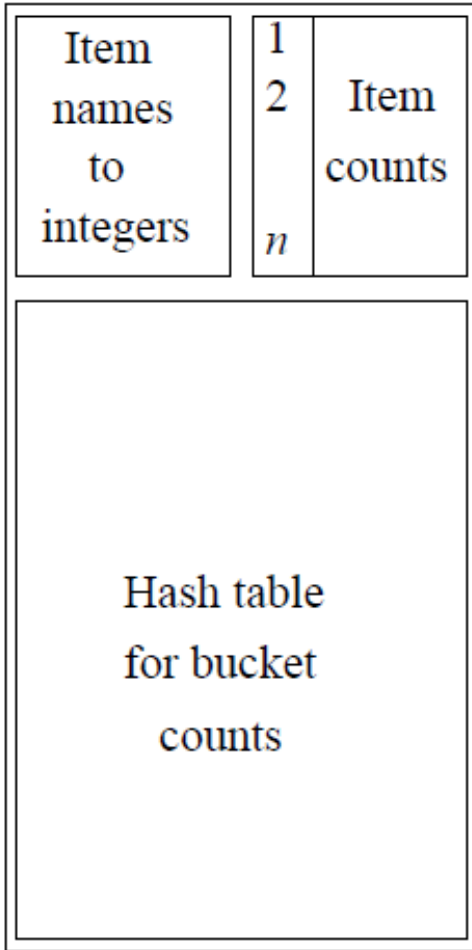 Item
names
to
integers
1
2
n
Item
counts
Hash table
for bucket
counts